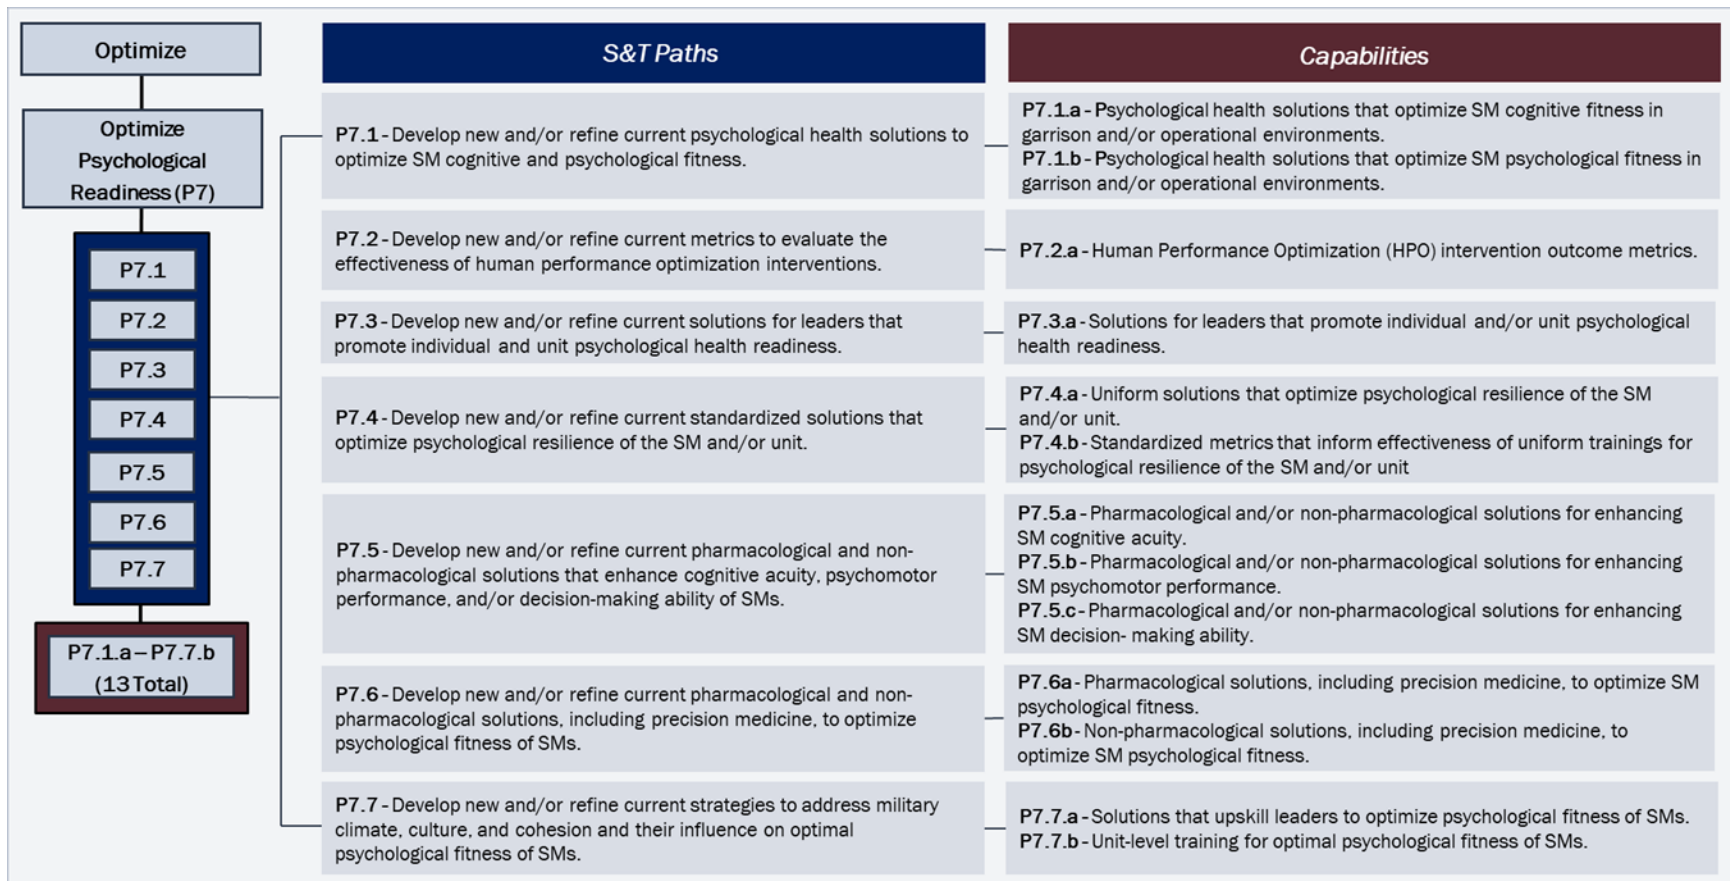 Optimize
Optimize
Psychological
Readiness (P7)
P7.1
P7.2
P7.3
P7.4
P7.5
P7.6
P7.7
P7.1.a – P7.7.b
(13 Total)
S&T Paths
Capabilities
P7.1 - Develop new and/or refine current psychological health solutions to
optimize SM cognitive and psychological fitness.
P7.1.a - Psychological health solutions that optimize SM cognitive fitness in
garrison and/or operational environments.
P7.1.b - Psychological health solutions that optimize SM psychological fitness in
garrison and/or operational environments.
P7.2 - Develop new and/or refine current metrics to evaluate the
effectiveness of human performance optimization interventions.
P7.2.a - Human Performance Optimization (HPO) intervention outcome metrics.
P7.3 - Develop new and/or refine current solutions for leaders that
promote individual and unit psychological health readiness.
P7.3.a - Solutions for leaders that promote individual and/or unit psychological
health readiness.
P7.4 - Develop new and/or refine current standardized solutions that
optimize psychological resilience of the SM and/or unit.
P7.4.a - Uniform solutions that optimize psychological resilience of the SM
and/or unit.
P7.4.b - Standardized metrics that inform effectiveness of uniform trainings for
psychological resilience of the SM and/or unit
P7.5 - Develop new and/or refine current pharmacological and non-
pharmacological solutions that enhance cognitive acuity, psychomotor
performance, and/or decision-making ability of SMs.
P7.5.a - Pharmacological and/or non-pharmacological solutions for enhancing
SM cognitive acuity.
P7.5.b - Pharmacological and/or non-pharmacological solutions for enhancing
SM psychomotor performance.
P7.5.c - Pharmacological and/or non-pharmacological solutions for enhancing
SM decision- making ability.
P7.6 - Develop new and/or refine current pharmacological and non-
pharmacological solutions, including precision medicine, to optimize
psychological fitness of SMs.
P7.6a - Pharmacological solutions, including precision medicine, to optimize SM
psychological fitness.
P7.6b - Non-pharmacological solutions, including precision medicine, to
optimize SM psychological fitness.
P7.7 - Develop new and/or refine current strategies to address military
climate, culture, and cohesion and their influence on optimal
psychological fitness of SMs.
P7.7.a - Solutions that upskill leaders to optimize psychological fitness of SMs.
P7.7.b - Unit-level training for optimal psychological fitness of SMs.